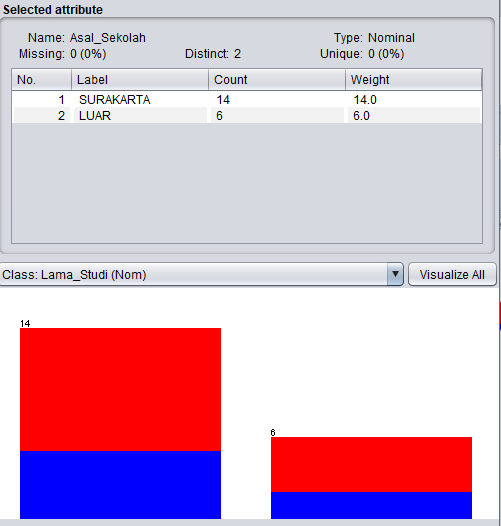 Selected attribute
Name: Asal_Sekolah Type: Nominal
Missing: 0 (0%) Distinct: 2 Unique: 0 (0%)
No. Label Count Weight
1 SURAKARTA 14 14.0
2 LUAR 6 6.0
Class: Lama_Studi (Nom) Visualize All
14
6